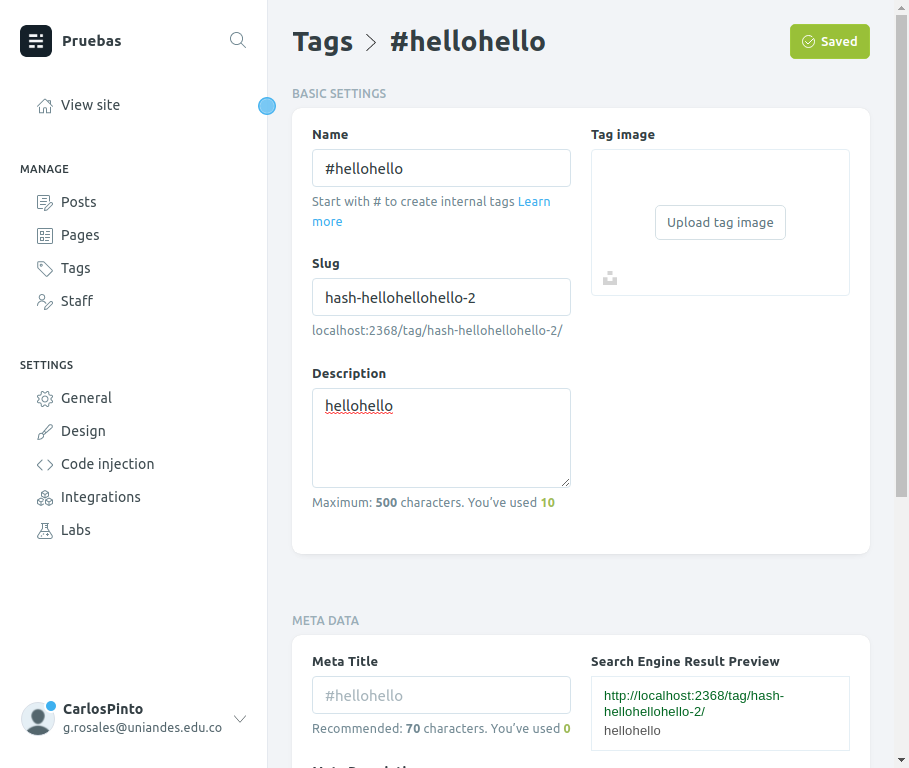 Pruebas
View site
MANAGE
Posts
Pages
Tags
Staff
SETTINGS
General
Design
Code injection
Integrations
Labs
CarlosPinto
g.rosales@uniandes.edu.co
Tags > #hellohello
Saved
BASIC SETTINGS
Name
#hellohello
Start with # to create internal tags Learn
more
Slug
hash-hellohellohello-2
localhost:2368/tag/hash-hellohellohello-2/
Description
hellohello
Maximum: 500 characters. You’ve used 10
Tag image
Upload tag image
META DATA
Meta Title
#hellohello
Recommended: 70 characters. You’ve used 0
Meta Description
Search Engine Result Preview
http://localhost:2368/tag/hash-
hellohellohello-2/
hellohello